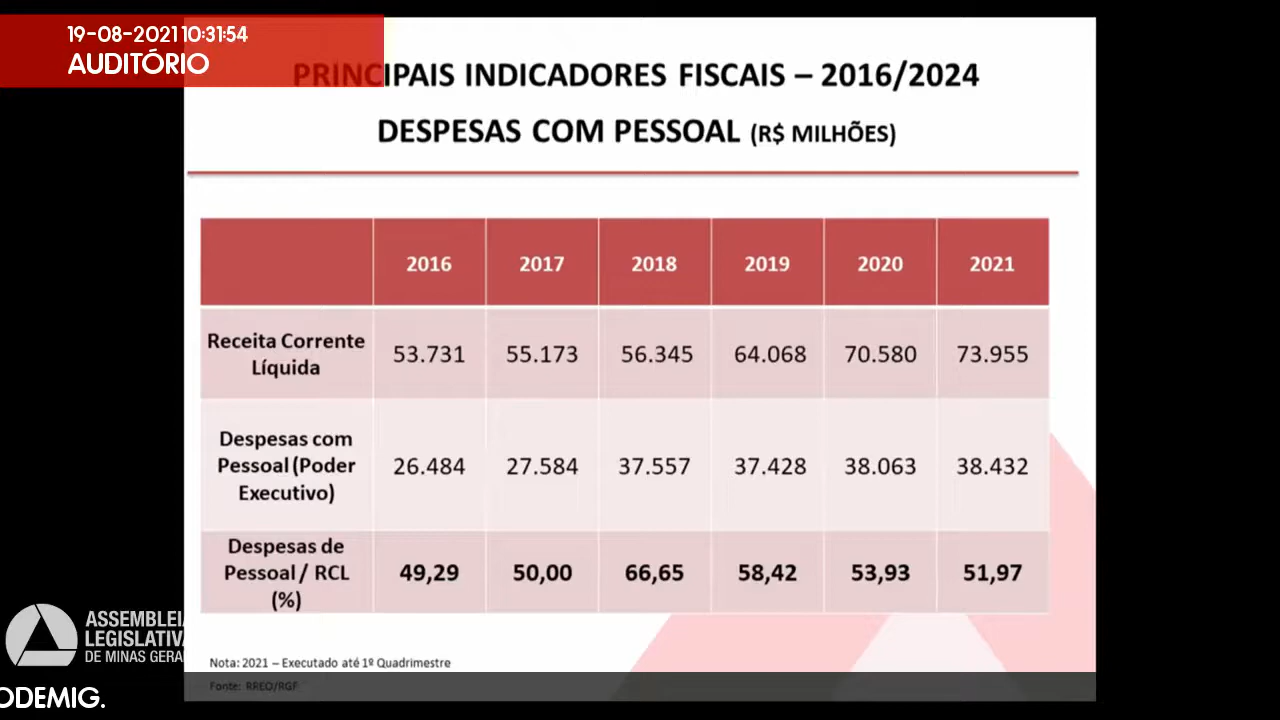 19-08-2021 10:31:54
AUDITÓRIO
PRINCIPAIS INDICADORES FISCAIS – 2016/2024
DESPESAS COM PESSOAL (R$ MILHÕES)
2016 2017 2018 2019 2020 2021
Receita Corrente
Líquida
53.731 55.173 56.345 64.068 70.580 73.955
Despesas com
Pessoal (Poder
Executivo)
26.484 27.584 37.557 37.428 38.063 38.432
Despesas de
Pessoal / RCL
(%)
49,29 50,00 66,65 58,42 53,93 51,97
ASSEMBLEIA
LEGISLATIVA
DE MINAS GERAI
Nota: 2021 – Executado até 1º Quadrimestre
Fonte: RREO/RGF
ODEMIG.